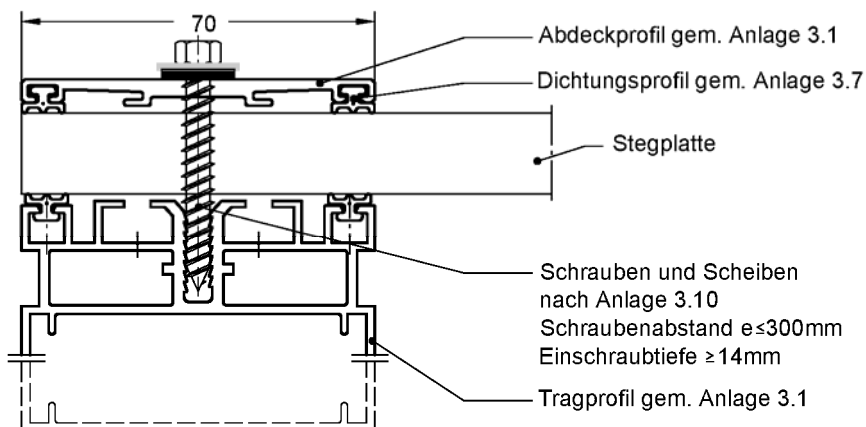 70
Abdeckprofil gem. Anlage 3.1
Dichtungsprofil gem. Anlage 3.7
Stegplatte
Schrauben und Scheiben
nach Anlage 3.10
Schraubenabstand e≤300mm
Einschraubtiefe ≥14mm
Tragprofil gem. Anlage 3.1